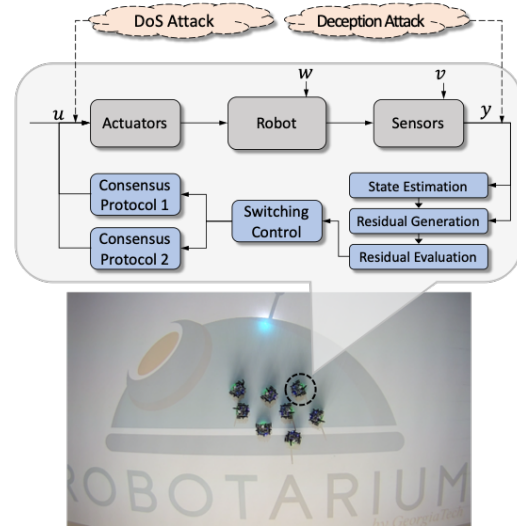 DoS Attack
Deception Attack
w
v
u
y
Actuators
Robot
Sensors
Consensus
Protocol 1
Switching
Control
State Estimation
Residual Generation
Consensus
Protocol 2
Residual Evaluation
ROBOTARIUM